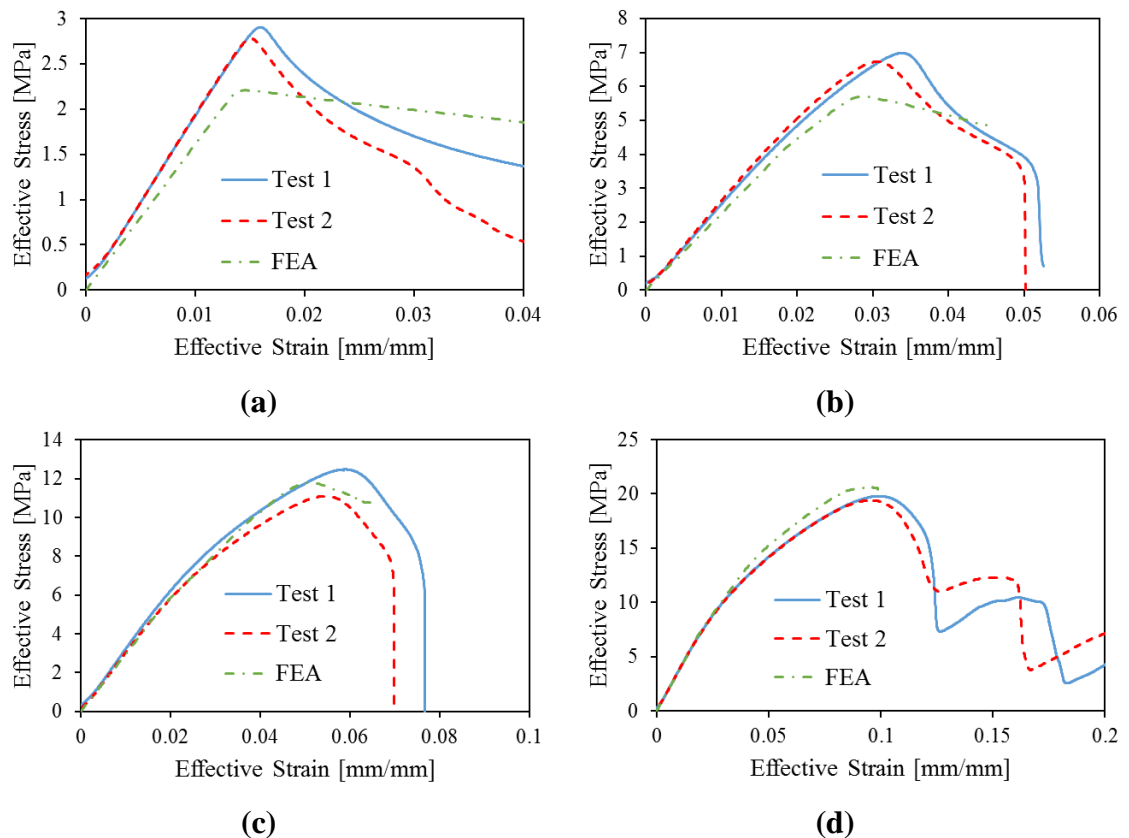 Effective Stress [MPa]
3
2.5
2
1.5
1
0.5
0
0
0.01
0.02
0.03
0.04
Test 1
Test 2
FEA
Effective Strain [mm/mm]
(a)
Effective Stress [MPa]
8
7
6
5
4
3
2
1
0
0
0.01
0.02
0.03
0.04
0.05
0.06
Test 1
Test 2
FEA
Effective Strain [mm/mm]
(b)
Effective Stress [MPa]
14
12
10
8
6
4
2
0
0
0.02
0.04
0.06
0.08
0.1
Test 1
Test 2
FEA
Effective Strain [mm/mm]
(c)
Effective Stress [MPa]
25
20
15
10
5
0
0
0.05
0.1
0.15
0.2
Test 1
Test 2
FEA
Effective Strain [mm/mm]
(d)